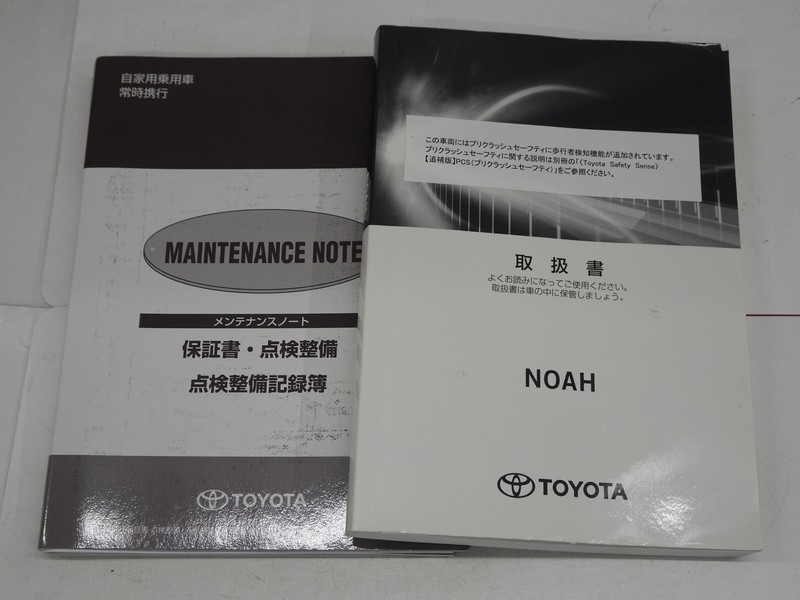 自家用乗用車
常時携行
MAINTENANCE NOTE
メンテナンスノート
保証書・点検整備
点検整備記録簿
TOYOTA
この車両にはプリクラッシュセーフティに歩行者検知機能が追加されています。
プリクラッシュセーフティに関する説明は別冊の「〈Toyota Safety Sense〉
【追補版】PCS(プリクラッシュセーフティ)」をご参照ください。
取扱書
よくお読みになってご使用ください。
取扱書は車の中に保管しましょう。
NOAH
TOYOTA